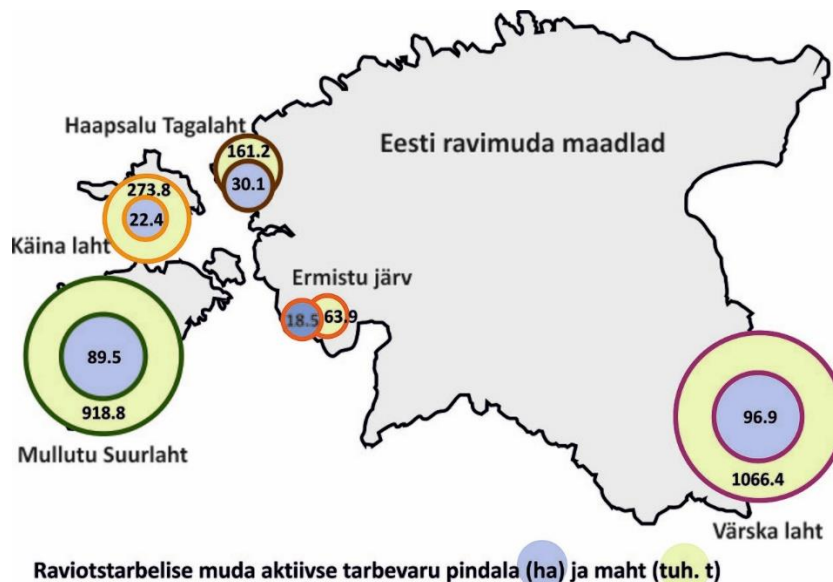 Haapsalu Tagalaht
Eesti ravimuda maadlad
161.2
30.1
273.8
22.4
Käina laht
Ermistu järv
18.5
63.9
89.5
918.8
Mullutu Suurlaht
96.9
1066.4
Värska laht
Raviotstarbelise muda aktiivse tarbevaru pindala (ha) ja maht (tuh. t)